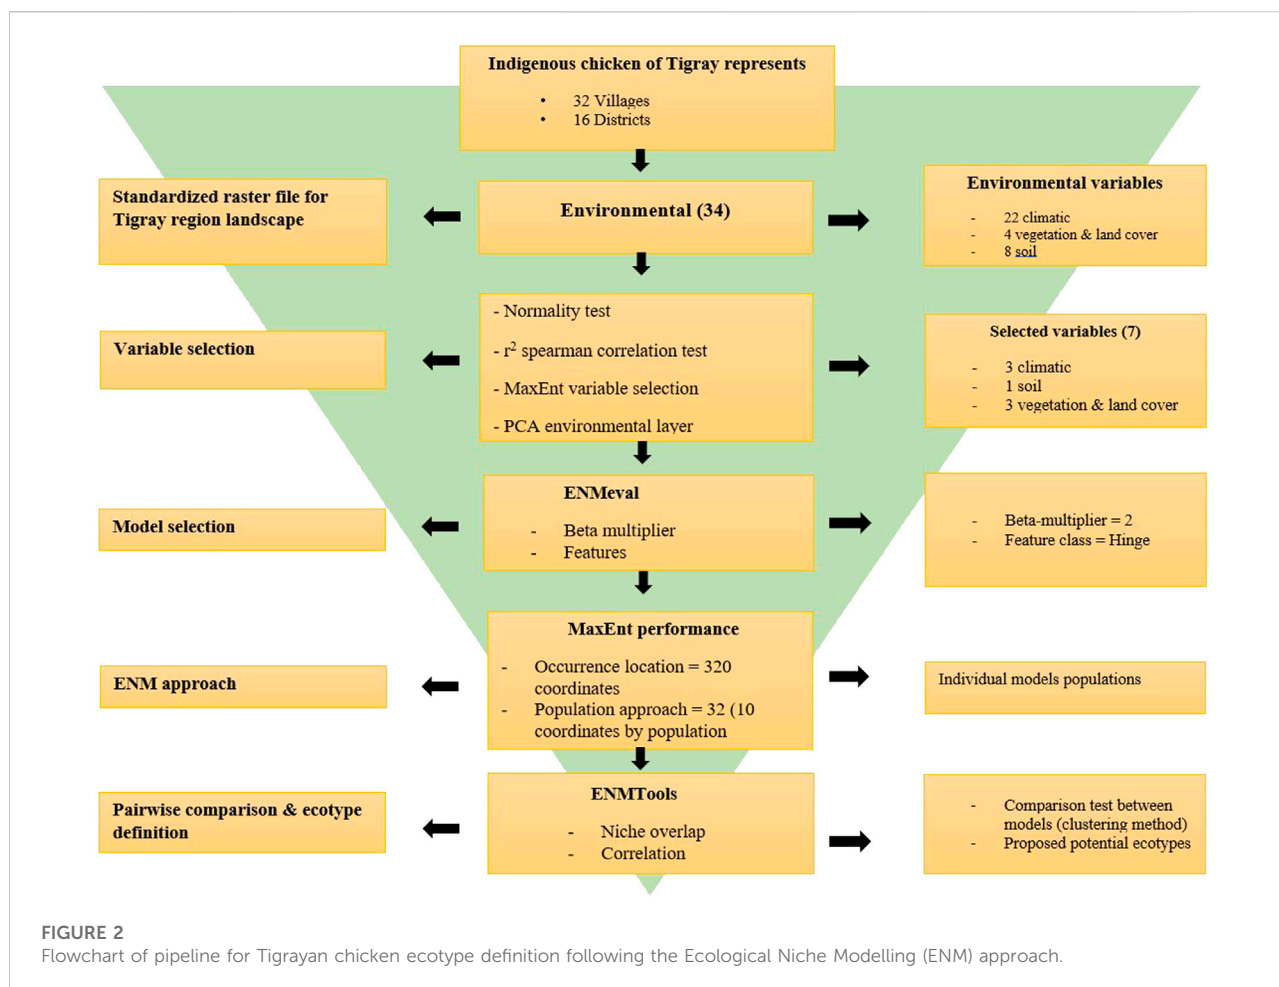 Indigenous chicken of Tigray represents
• 32 Villages
• 16 Districts
Standardized raster file for
Tigray region landscape
Environmental (34)
Environmental variables
- 22 climatic
- 4 vegetation & land cover
- 8 soil
Variable selection
- Normality test
- r² spearman correlation test
- MaxEnt variable selection
- PCA environmental layer
Selected variables (7)
- 3 climatic
- 1 soil
- 3 vegetation & land cover
Model selection
ENMeval
- Beta multiplier
- Features
- Beta-multiplier = 2
- Feature class = Hinge
ENM approach
MaxEnt performance
- Occurrence location = 320
coordinates
- Population approach = 32 (10
coordinates by population
Individual models populations
Pairwise comparison & ecotype
definition
ENMTools
- Niche overlap
- Correlation
- Comparison test between
models (clustering method)
- Proposed potential ecotypes
FIGURE 2
Flowchart of pipeline for Tigrayan chicken ecotype definition following the Ecological Niche Modelling (ENM) approach.